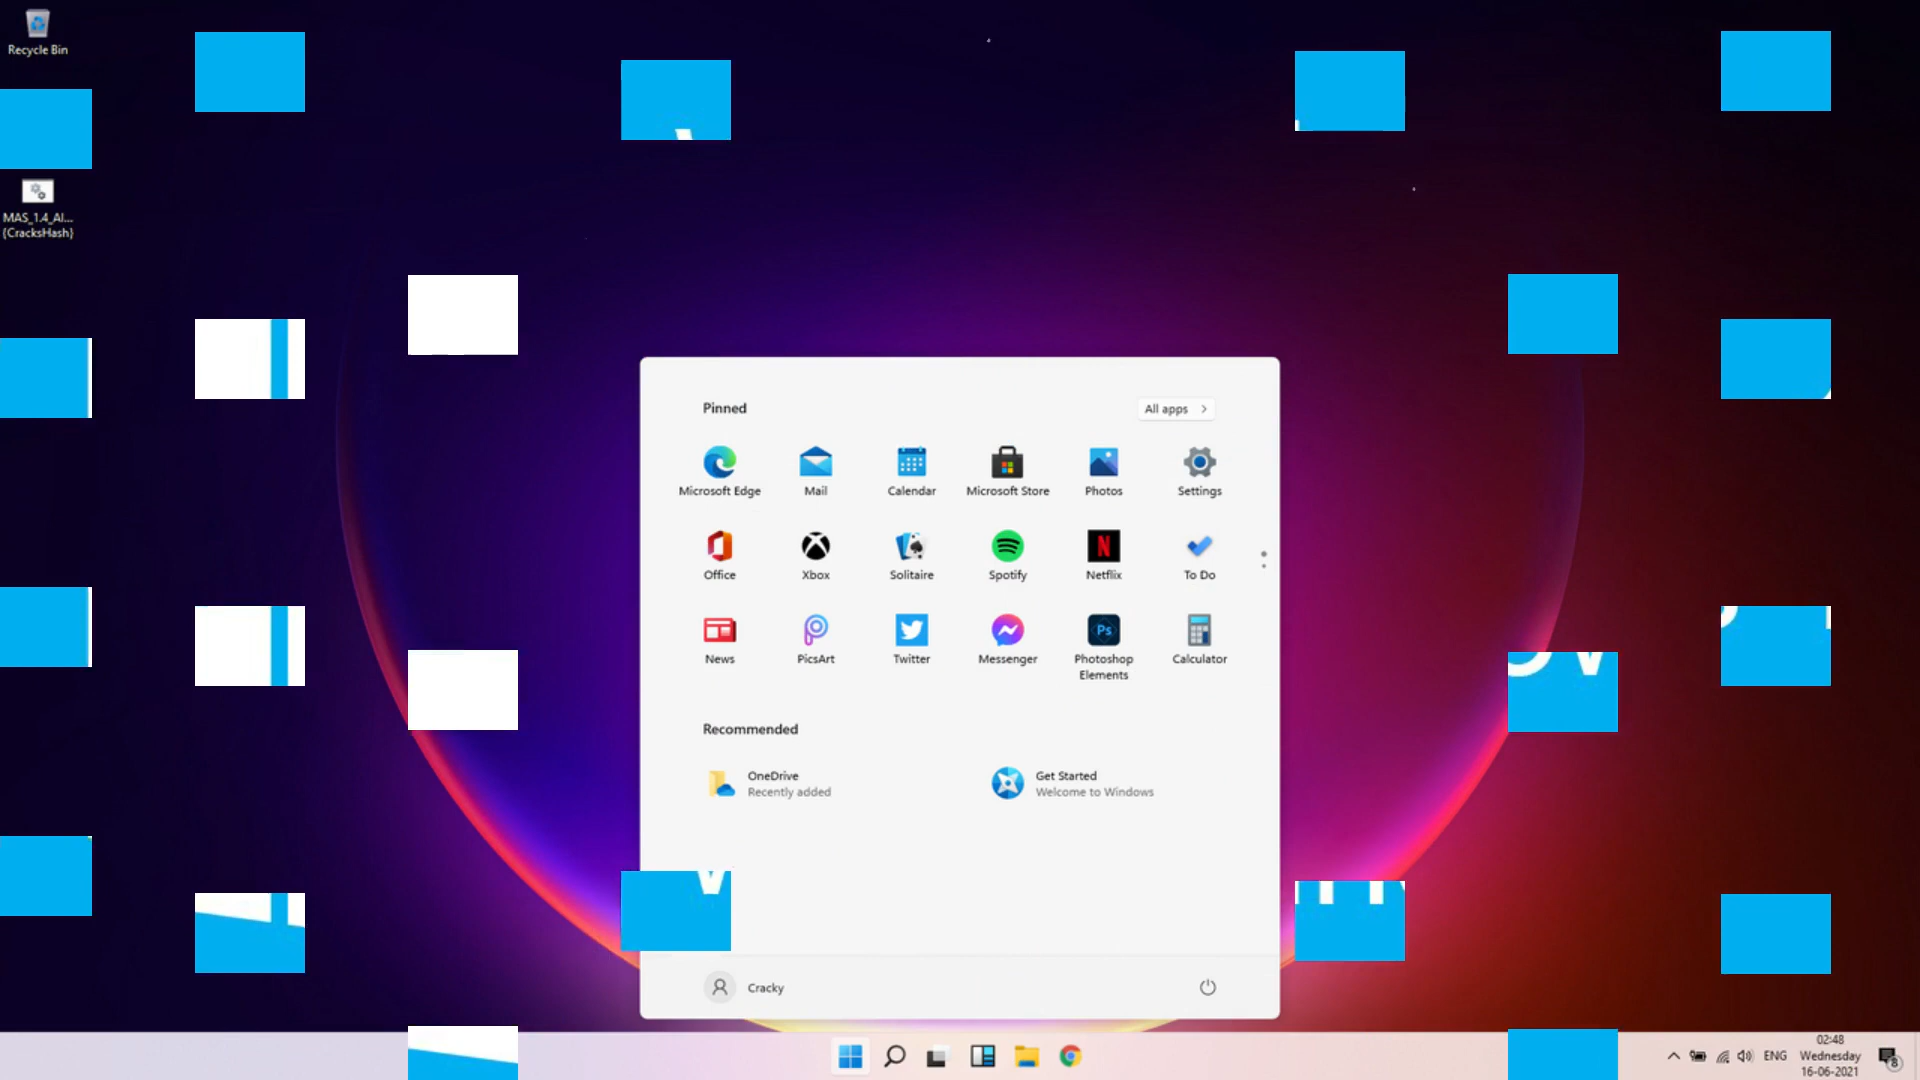 Recycle Bin
MAS_1.4_AI...
{CracksHash}
Pinned
All apps
Microsoft Edge
Mail
Calendar
Microsoft Store
Photos
Settings
Office
Xbox
Solitaire
Spotify
Netflix
To Do
News
PicsArt
Twitter
Messenger
Photoshop
Elements
Calculator
Recommended
OneDrive
Recently added
Get Started
Welcome to Windows
Cracky
ENG
02:48
Wednesday
16-06-2021
8